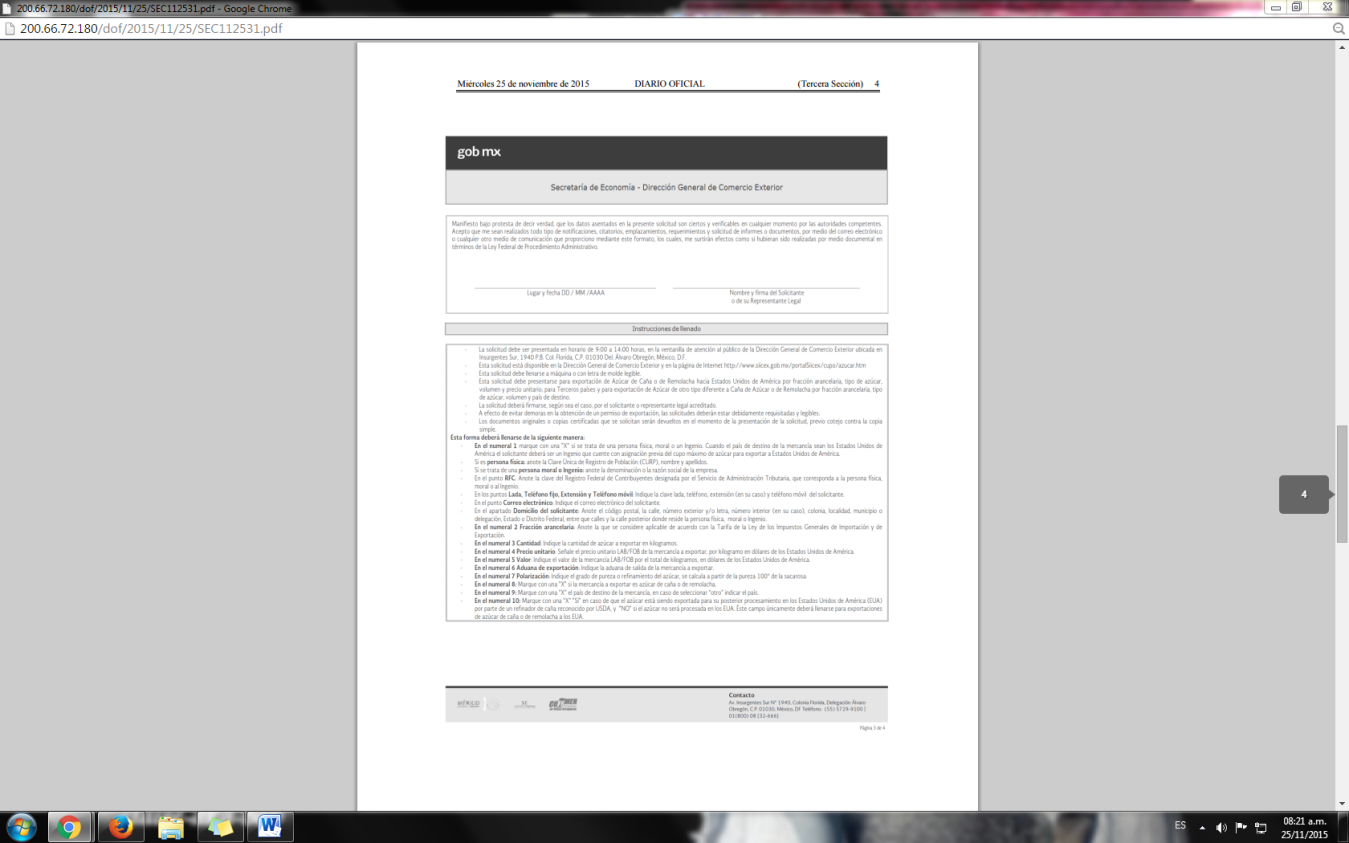 200.66.72.180/dof/2015/11/25/SEC112531.pdf - Google Chrome
200.66.72.180/dof/2015/11/25/SEC112531.pdf
Miércoles 25 de noviembre de 2015 DIARIO OFICIAL (Tercera Sección) 4
gob mx
Secretaría de Economía - Dirección General de Comercio Exterior
Manifiesto bajo protesta de decir verdad, que los datos asentados en la presente solicitud son ciertos y verificables en cualquier momento por las autoridades competentes.
Acepto que me sean realizados todo tipo de notificaciones, citatorios, emplazamientos, requerimientos y solicitud de informes o documentos, por medio del correo electrónico
o cualquier otro medio de comunicación que proporciono mediante este formato, los cuales, me surtirán efectos como si hubieran sido realizadas por medio documental en
términos de la Ley Federal de Procedimiento Administrativo.
Lugar y fecha DD / MM /AAAA
Nombre y firma del Solicitante
o de su Representante Legal
Instrucciones de llenado
- La solicitud debe ser presentada en horario de 9:00 a 14:00 horas, en la ventanilla de atención al público de la Dirección General de Comercio Exterior ubicada en
Insurgentes Sur, 1940 P.B. Col. Florida, C.P. 01030 Del. Álvaro Obregón, México, D.F.
- Esta solicitud está disponible en la Dirección General de Comercio Exterior y en la página de Internet http://www.siicex.gob.mx/portalSiicex/cupo/azucar.htm
- Esta solicitud debe llenarse a máquina o con letra de molde legible.
- Esta solicitud debe presentarse para exportación de Azúcar de Caña o de Remolacha hacia Estados Unidos de América por fracción arancelaria, tipo de azúcar,
volumen y precio unitario; para Terceros países y para exportación de Azúcar de otro tipo diferente a Caña de Azúcar o de Remolacha por fracción arancelaria, tipo
de azúcar, volumen y país de destino.
- La solicitud deberá firmarse, según sea el caso, por el solicitante o representante legal acreditado.
- A efecto de evitar demoras en la obtención de un permiso de exportación, las solicitudes deberán estar debidamente requisitadas y legibles.
- Los documentos originales o copias certificadas que se solicitan serán devueltos en el momento de la presentación de la solicitud, previo cotejo contra la copia
simple.
Esta forma deberá llenarse de la siguiente manera:
- En el numeral 1 marque con una "X" si se trata de una persona física, moral o un Ingenio. Cuando el país de destino de la mercancía sean los Estados Unidos de
América el solicitante deberá ser un Ingenio que cuente con asignación previa del cupo máximo de azúcar para exportar a Estados Unidos de América.
- Si es persona física: anote la Clave Única de Registro de Población (CURP), nombre y apellidos.
- Si se trata de una persona moral o Ingenio: anote la denominación o la razón social de la empresa.
- En el punto RFC: Anote la clave del Registro Federal de Contribuyentes designada por el Servicio de Administración Tributaria, que corresponda a la persona física,
moral o al Ingenio.
- En los puntos Lada, Teléfono fijo, Extensión y Teléfono móvil: Indique la clave lada, teléfono, extensión (en su caso) y teléfono móvil del solicitante.
- En el punto Correo electrónico: Indique el correo electrónico del solicitante.
- En el apartado Domicilio del solicitante: Anote el código postal, la calle, número exterior y/o letra, número interior (en su caso), colonia, localidad, municipio o
delegación, Estado o Distrito Federal, entre que calles y la calle posterior donde reside la persona física, moral o Ingenio.
- En el numeral 2 Fracción arancelaria: Anote la que se considere aplicable de acuerdo con la Tarifa de la Ley de los Impuestos Generales de Importación y de
Exportación.
- En el numeral 3 Cantidad: Indique la cantidad de azúcar a exportar en kilogramos.
- En el numeral 4 Precio unitario: Señale el precio unitario LAB/FOB de la mercancía a exportar, por kilogramo en dólares de los Estados Unidos de América.
- En el numeral 5 Valor: Indique el valor de la mercancía LAB/FOB por el total de kilogramos, en dólares de los Estados Unidos de América.
- En el numeral 6 Aduana de exportación: Indique la aduana de salida de la mercancía a exportar.
- En el numeral 7 Polarización: Indique el grado de pureza o refinamiento del azúcar, se calcula a partir de la pureza 100° de la sacarosa.
- En el numeral 8: Marque con una "X" si la mercancía a exportar es azúcar de caña o de remolacha.
- En el numeral 9: Marque con una "X" el país de destino de la mercancía, en caso de seleccionar "otro" indicar el país.
- En el numeral 10: Marque con una "X" "SI" en caso de que el azúcar está siendo exportada para su posterior procesamiento en los Estados Unidos de América (EUA)
por parte de un refinador de caña reconocido por USDA, y "NO" si el azúcar no será procesada en los EUA. Este campo únicamente deberá llenarse para exportaciones
de azúcar de caña o de remolacha a los EUA.
4
MÉXICO
SE
Contacto
Av. Insurgentes Sur N° 1940, Colonia Florida, Delegación Álvaro
Obregón, C.P. 01030, México, DF Teléfono: (55) 5729-9100 |
01(800) 08 (32-666)
Página 3 de 4
ES
08:21 a.m.
25/11/2015